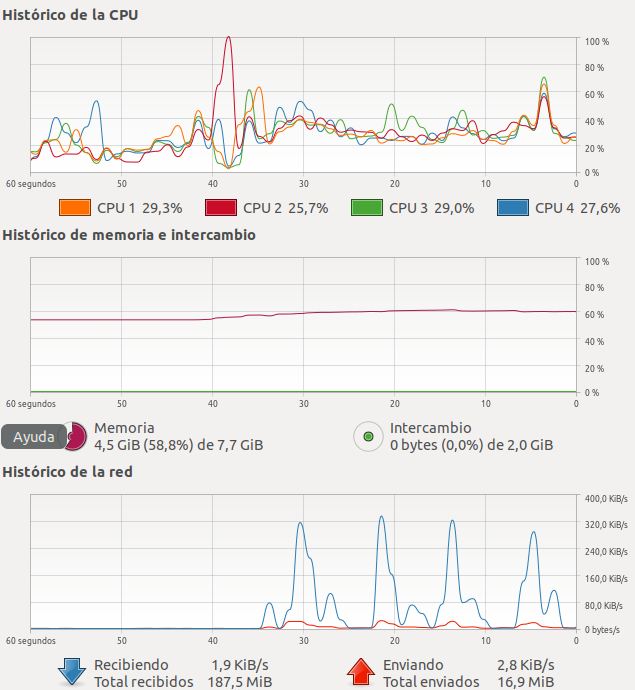 Histórico de la CPU
100 %
80 %
60 %
40 %
20 %
0 %
60 segundos 50 40 30 20 10 0
CPU 1 29,3% CPU 2 25,7% CPU 3 29,0% CPU 4 27,6%
Histórico de memoria e intercambio
100 %
80 %
60 %
40 %
20 %
0 %
60 segundos 50 40 30 20 10 0
Ayuda
Memoria
4,5 GiB (58,8%) de 7,7 GiB
Intercambio
0 bytes (0,0%) de 2,0 GiB
Histórico de la red
400,0 KiB/s
320,0 KiB/s
240,0 KiB/s
160,0 KiB/s
80,0 KiB/s
0 bytes/s
60 segundos 50 40 30 20 10 0
Recibiendo 1,9 KiB/s
Total recibidos 187,5 MiB
Enviando 2,8 KiB/s
Total enviados 16,9 MiB